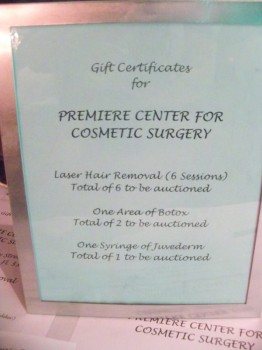 Gift Certificates
for
PREMIERE CENTER FOR
COSMETIC SURGERY
Laser Hair Removal (6 Sessions)
Total of 6 to be auctioned
One Area of Botox
Total of 2 to be auctioned
One Syringe of Juvederm
Total of 1 to be auctioned
PREMIERE CENTER FOR
COSMETIC SURGERY